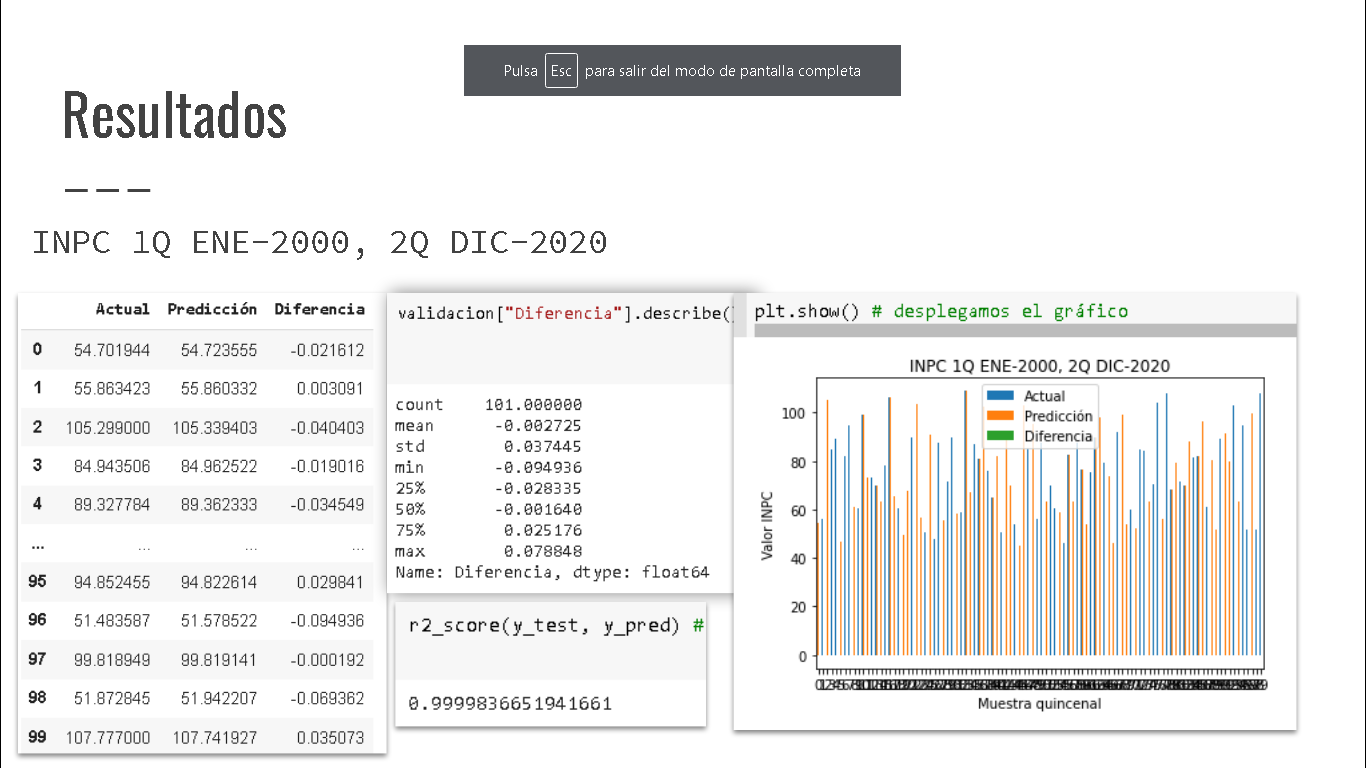 Pulsa Esc para salir del modo de pantalla completa
Resultados
---
INPC 1Q ENE-2000, 2Q DIC-2020
Actual Predicción Diferencia
0 54.701944 54.723555 -0.021612
1 55.863423 55.860332 0.003091
2 105.299000 105.339403 -0.040403
3 84.943506 84.962522 -0.019016
4 89.327784 89.362333 -0.034549
... ... ... ...
95 94.852455 94.822614 0.029841
96 51.483587 51.578522 -0.094936
97 99.818949 99.819141 -0.000192
98 51.872845 51.942207 -0.069362
99 107.777000 107.741927 0.035073
validacion["Diferencia"].describe()
count 101.000000
mean -0.002725
std 0.037445
min -0.094936
25% -0.028335
50% -0.001640
75% 0.025176
max 0.078848
Name: Diferencia, dtype: float64
r2_score(y_test, y_pred) #
0.9999836651941661
plt.show() # desplegamos el gráfico
INPC 1Q ENE-2000, 2Q DIC-2020
Actual
Predicción
Diferencia
100
80
60
40
20
0
Valor INPC
Muestra quincenal